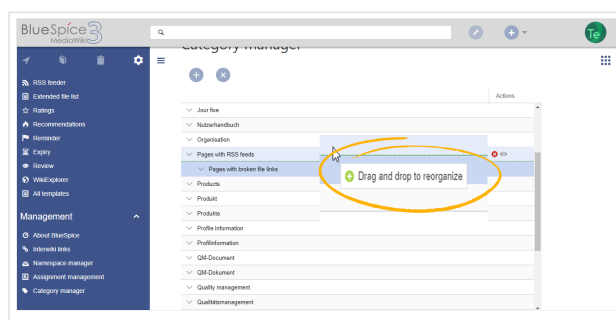 BlueSpice3
MediaWiki
Te
Category manager
RSS feeder
Extended file list
Ratings
Recommendations
Reminder
Expiry
Review
WikiExplorer
All templates
Management
About BlueSpice
Interwiki links
Namespace manager
Assignment management
Category manager
Actions
Jour fixe
Nutzerhandbuch
Organisation
Pages with RSS feeds
Pages with broken file links
Products
Produkt
Produkte
Profile information
Profilinformation
QM-Document
QM-Dokument
Quality management
Qualitätsmanagement
Drag and drop to reorganize